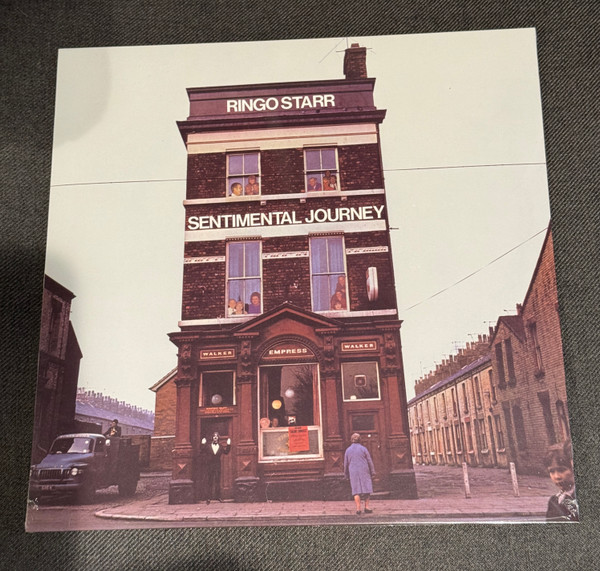 RINGO STARR
SENTIMENTAL JOURNEY
WALKER
EMPRESS
WALKER